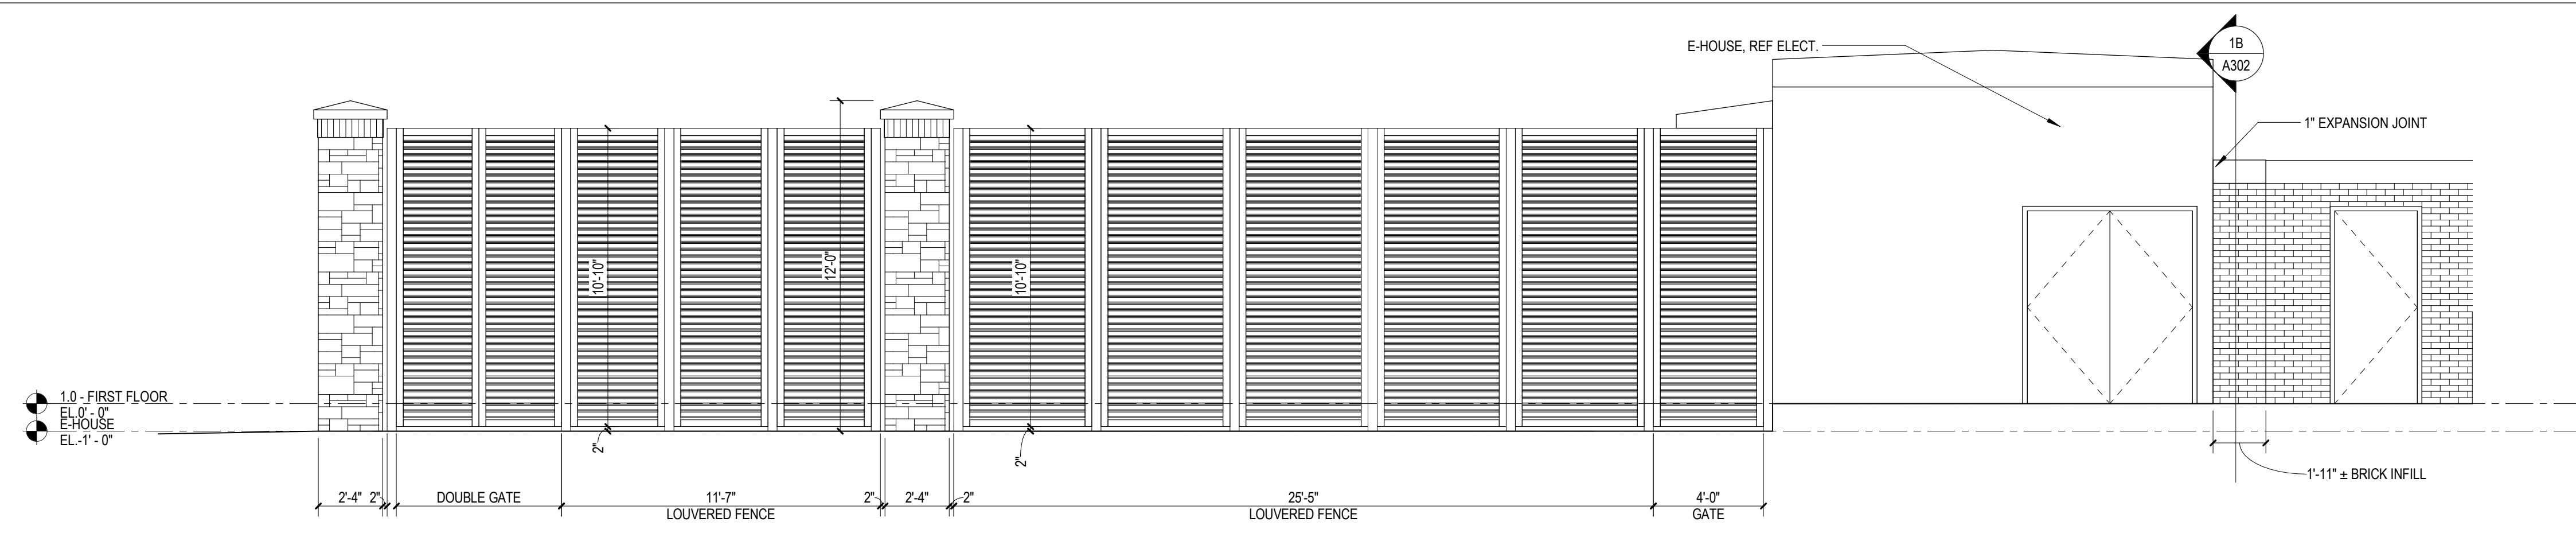 E-HOUSE, REF ELECT.
1B
A302
1" EXPANSION JOINT
10'-10"
12'-0"
10'-10"
1.0 - FIRST FLOOR
EL.0' - 0"
E-HOUSE
EL.-1' - 0"
2"
2"
1'-11" ± BRICK INFILL
2'-4" 2" DOUBLE GATE 11'-7" 2" 2'-4" 2" 25'-5" 4'-0"
LOUVERED FENCE LOUVERED FENCE GATE